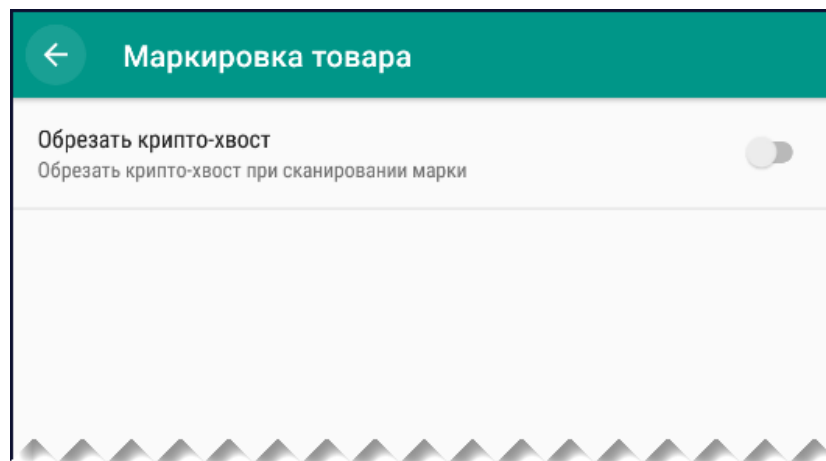 Маркировка товара
Обрезать крипто-хвост
Обрезать крипто-хвост при сканировании марки